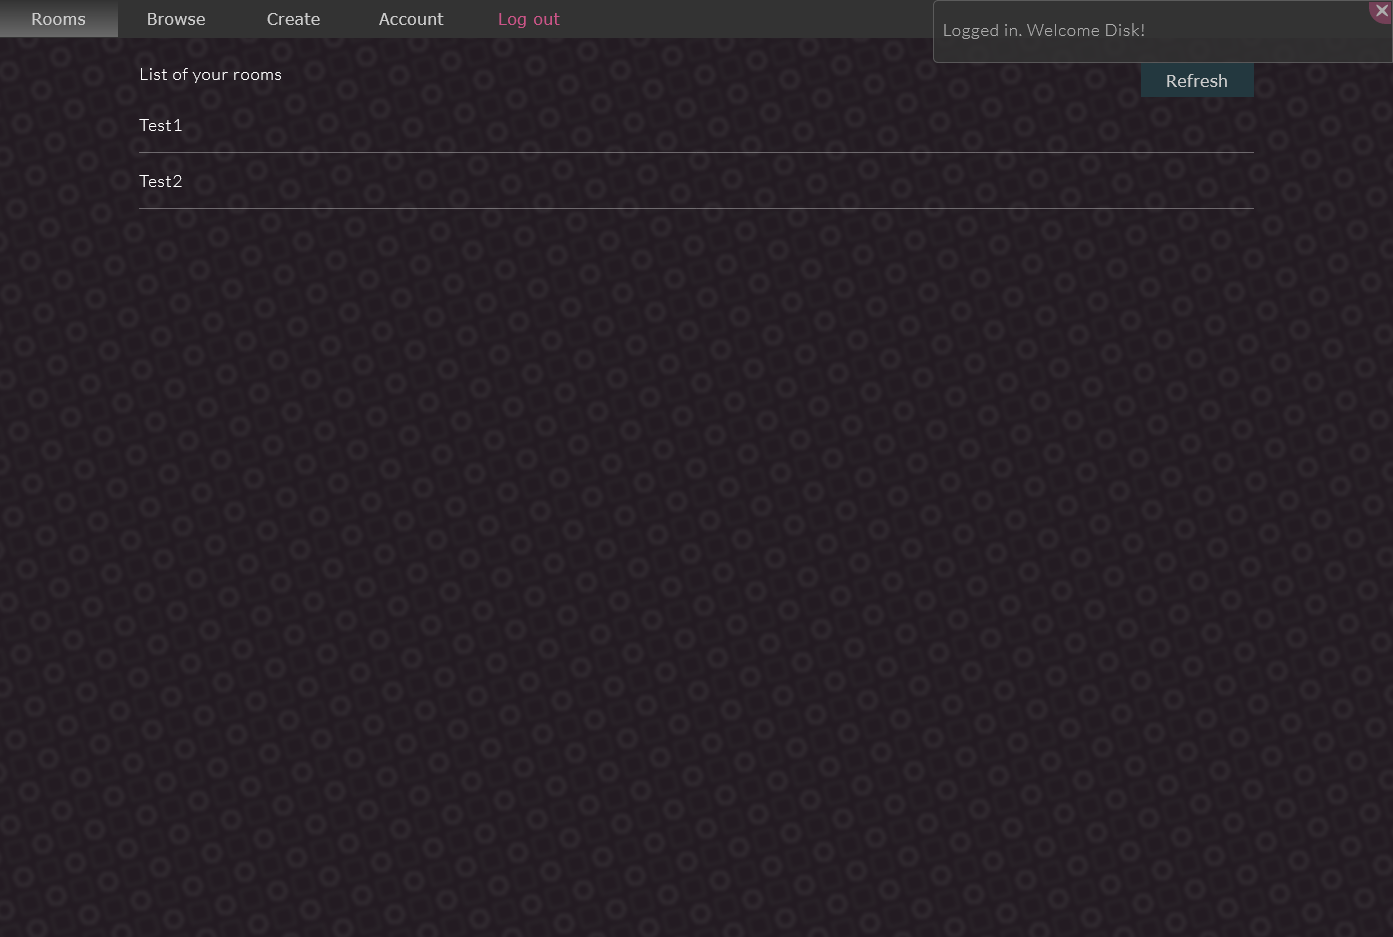 Rooms Browse Create Account Log out
Logged in. Welcome Disk!
List of your rooms
Refresh
Test1
Test2